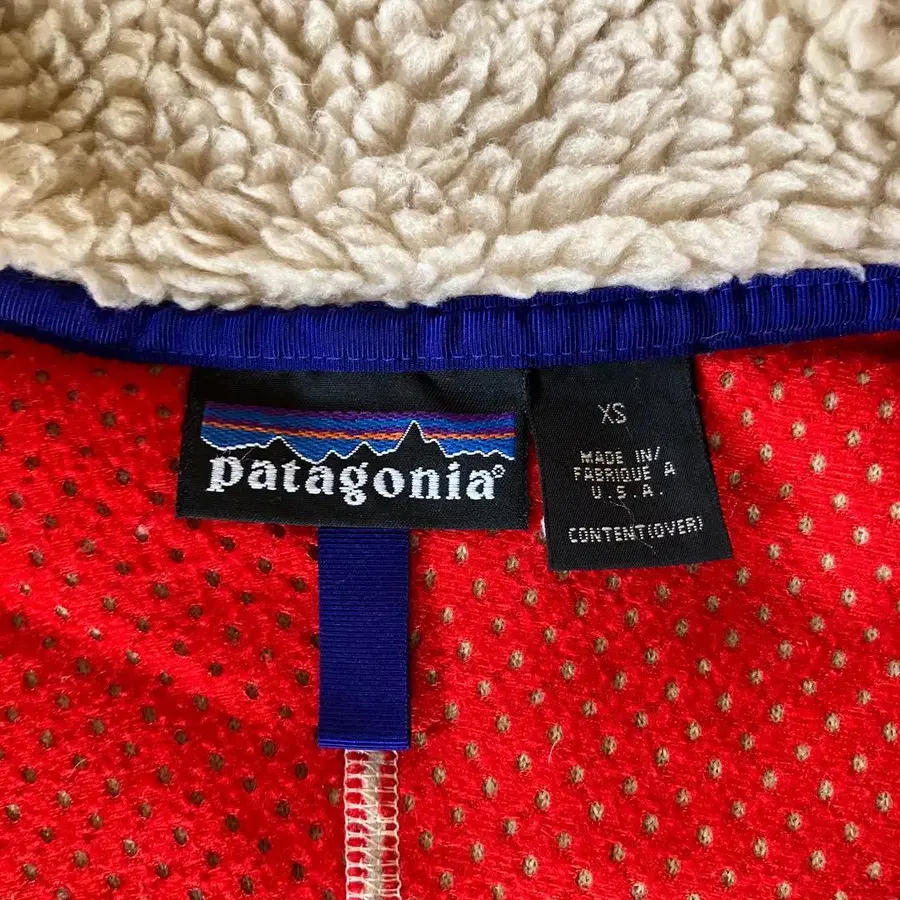 patagonia®
XS
MADE IN/
FABRIQUE A
U.S.A.
CONTENT(OVER)